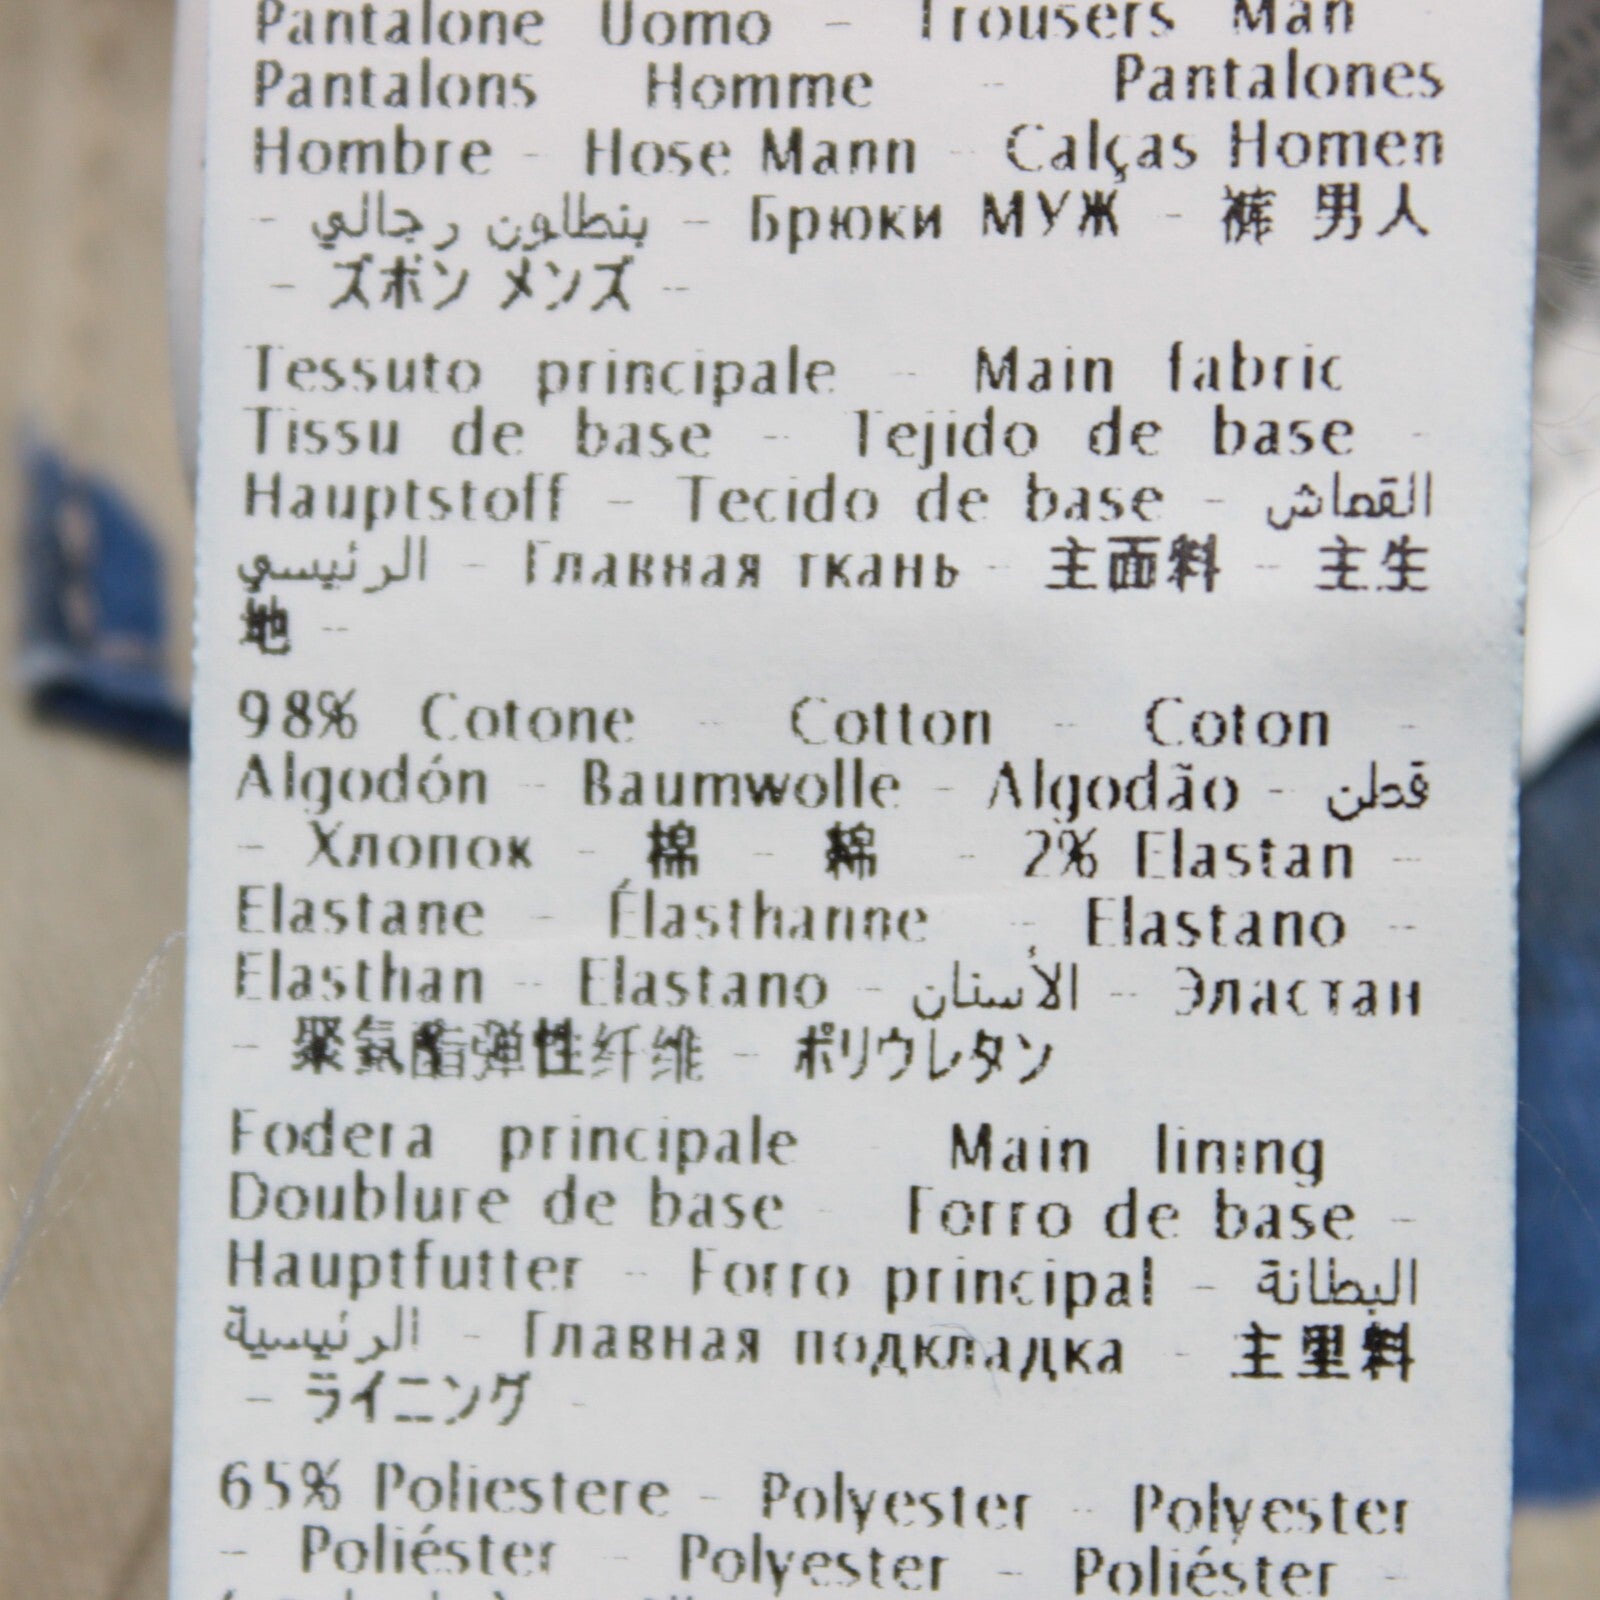 Pantalone Uomo - Trousers Man
Pantalons Homme - Pantalones
Hombre - Hose Mann - Calças Homen
- بنطلون رجالي - Брюки МУЖ - 裤 男人
- ズボン メンズ -
Tessuto principale - Main fabric
Tissu de base - Tejido de base -
Hauptstoff - Tecido de base - القماش
الرئيسي - Главная ткань - 主面料 - 主生
地 -
98% Cotone - Cotton - Coton -
Algodón - Baumwolle - Algodão - قطن
- Хлопок - 棉 - 綿 - 2% Elastan -
Elastane - Élasthanne - Elastano -
Elasthan - Elastano - الأستان - Эластан
- 聚氨酯弹性纤维 - ポリウレタン
Fodera principale - Main lining
Doublure de base - Forro de base -
Hauptfutter - Forro principal - البطانة
الرئيسية - Главная подкладка - 主里料
- ライニング -
65% Poliestere - Polyester - Polyester
- Poliéster - Polyester - Poliéster -